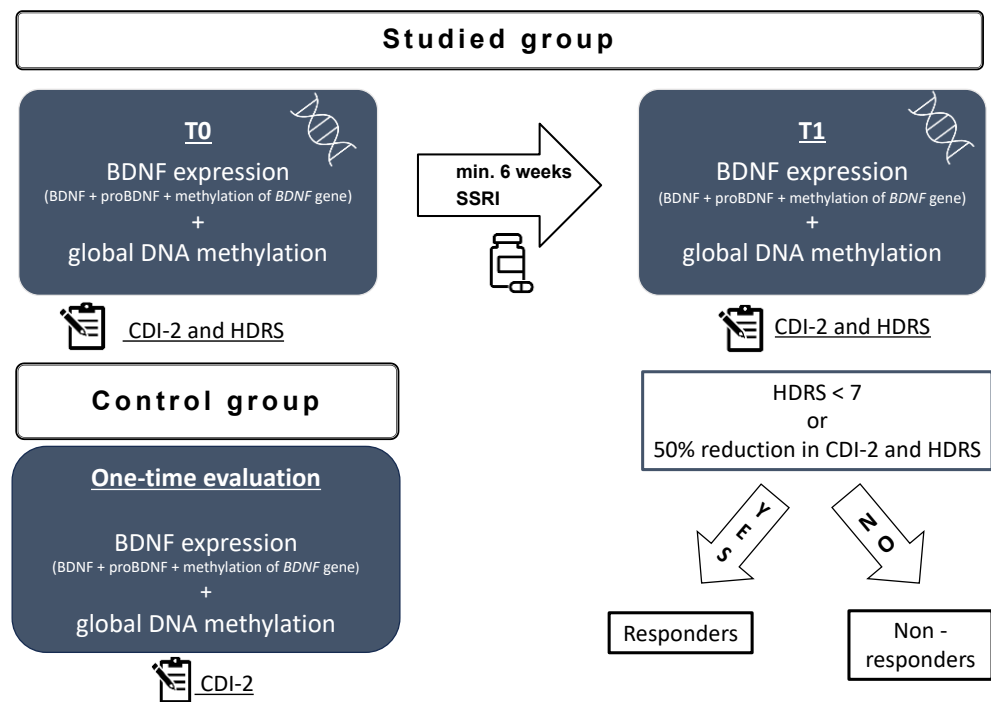 Studied group
T0
BDNF expression
(BDNF + proBDNF + methylation of BDNF gene)
+
global DNA methylation
CDI-2 and HDRS
min. 6 weeks
SSRI
T1
BDNF expression
(BDNF + proBDNF + methylation of BDNF gene)
+
global DNA methylation
CDI-2 and HDRS
Control group
One-time evaluation
BDNF expression
(BDNF + proBDNF + methylation of BDNF gene)
+
global DNA methylation
CDI-2
HDRS < 7
or
50% reduction in CDI-2 and HDRS
YES
NO
Responders
Non -
responders